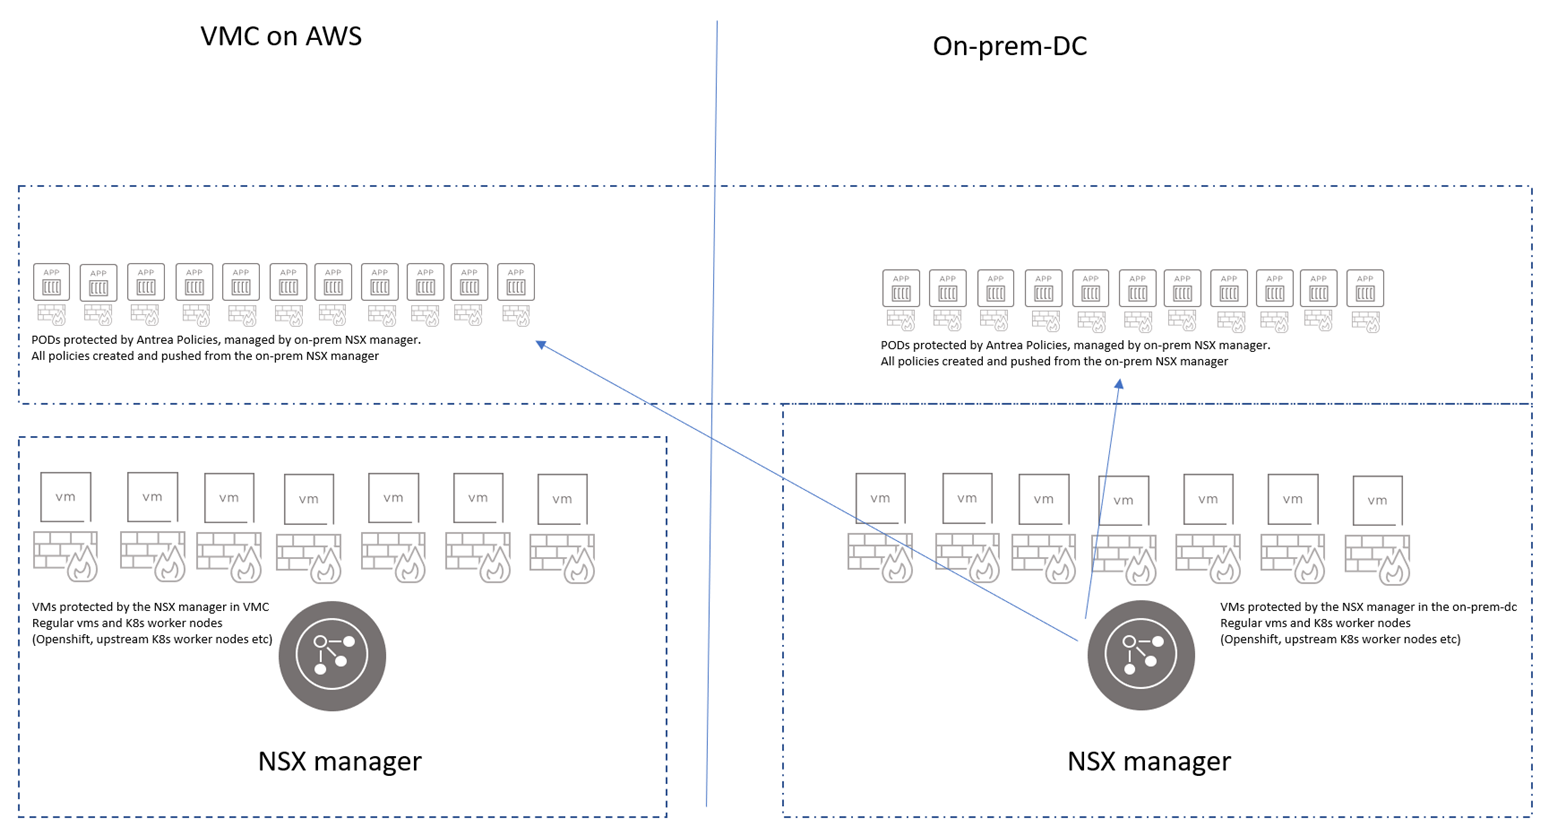 VMC on AWS
On-prem-DC
APP APP APP APP APP APP APP APP APP APP APP
APP APP APP APP APP APP APP APP APP APP APP
PODs protected by Antrea Policies, managed by on-prem NSX manager.
All policies created and pushed from the on-prem NSX manager
PODs protected by Antrea Policies, managed by on-prem NSX manager.
All policies created and pushed from the on-prem NSX manager
vm vm vm vm vm vm vm
vm vm vm vm vm vm vm
VMs protected by the NSX manager in VMC
Regular vms and K8s worker nodes
(Openshift, upstream K8s worker nodes etc)
VMs protected by the NSX manager in the on-prem-dc
Regular vms and K8s worker nodes
(Openshift, upstream K8s worker nodes etc)
NSX manager
NSX manager